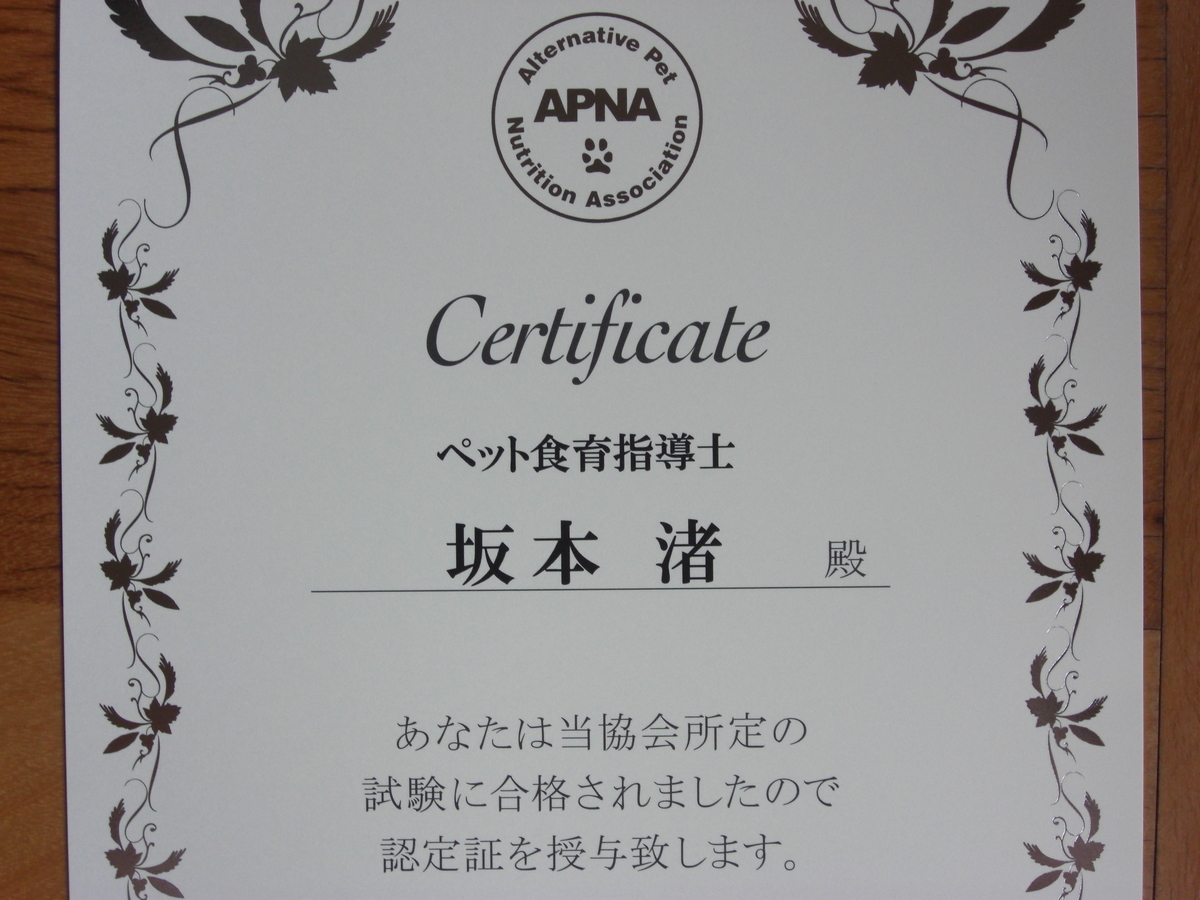 Alternative Pet
APNA
Nutrition Association
Certificate
ペット食育指導士
坂本 渚 殿
あなたは当協会所定の
試験に合格されましたので
認定証を授与致します。